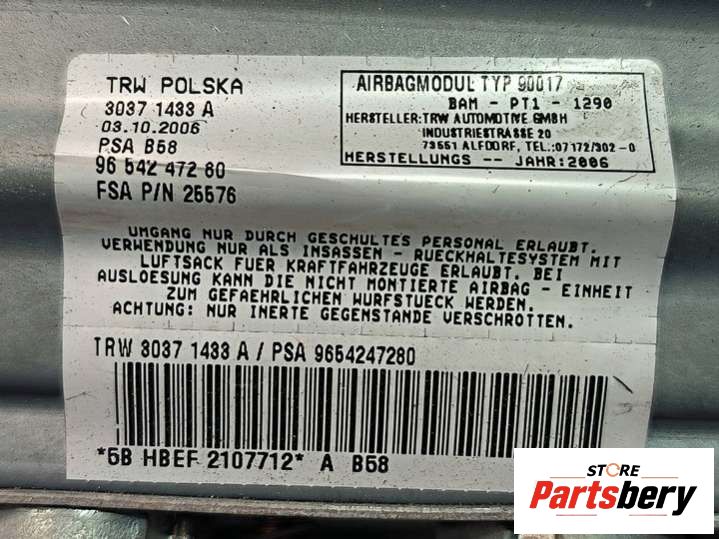 TRW POLSKA
3037 1433 A
03.10.2006
PSA B58
96 542 472 80
FSA P/N 25576
AIRBAGMODUL TYP 90017
BAM - PT1 - 1290
HERSTELLER:TRW AUTOMOTIVE GMBH
INDUSTRIESTRASSE 20
73551 ALFDORF, TEL.:07172/302-0
HERSTELLUNGS -- JAHR:2006
UMGANG NUR DURCH GESCHULTES PERSONAL ERLAUBT.
VERWENDUNG NUR ALS INSASSEN - RUECKHALTESYSTEM MIT
LUFTSACK FUER KRAFTFAHRZEUGE ERLAUBT. BEI
AUSLOESUNG KANN DIE NICHT MONTIERTE AIRBAG - EINHEIT
ZUM GEFAEHRLICHEN WURFSTUECK WERDEN.
ACHTUNG: NUR INERTE GEGENSTANDE VERSCHROTTEN.
TRW 3037 1433 A / PSA 9654247280
*5B HBEF 2107712* A B58
STORE
Partsbery